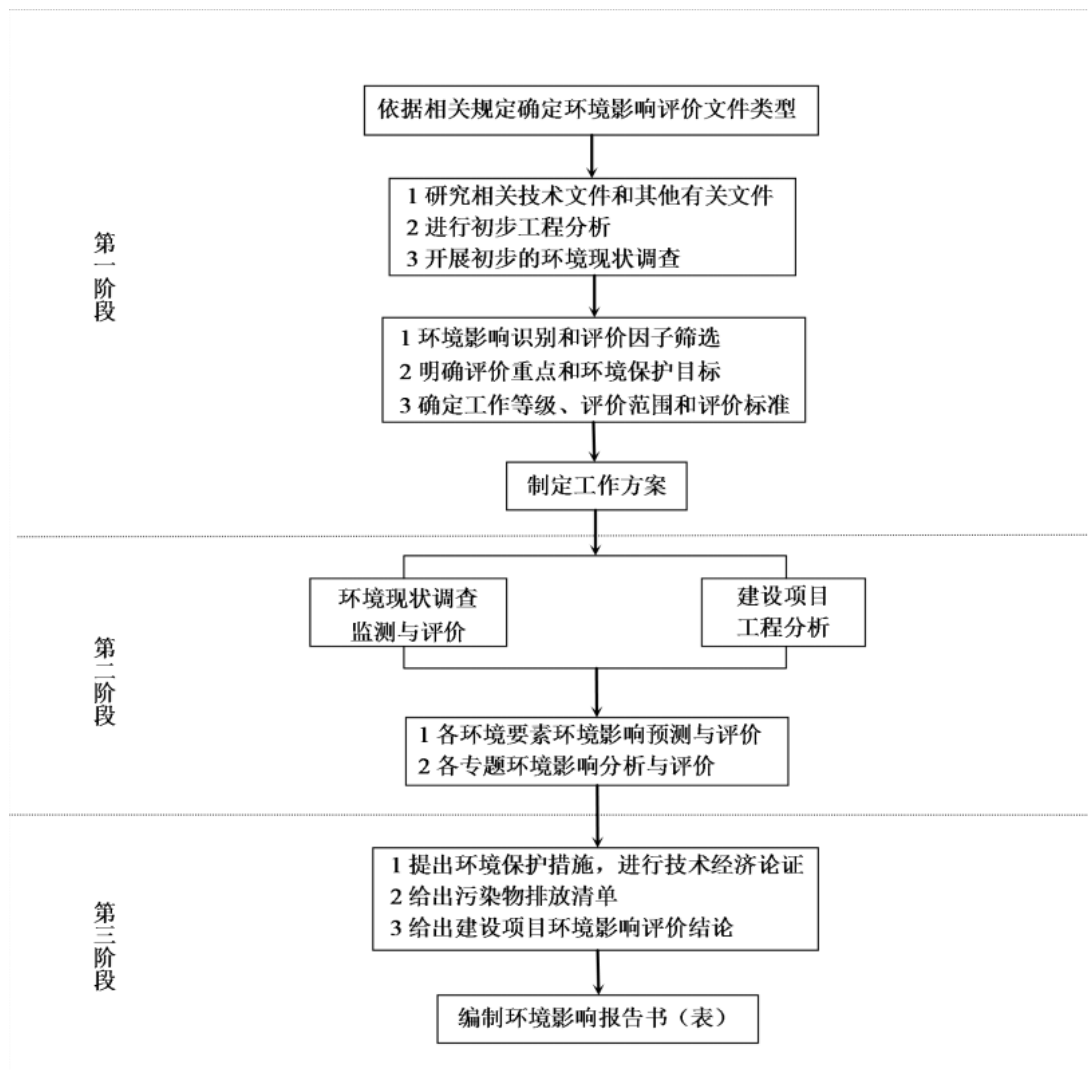 依据相关规定确定环境影响评价文件类型
第一阶段
1 研究相关技术文件和其他有关文件
2 进行初步工程分析
3 开展初步的环境现状调查
1 环境影响识别和评价因子筛选
2 明确评价重点和环境保护目标
3 确定工作等级、评价范围和评价标准
制定工作方案
第二阶段
环境现状调查
监测与评价
建设项目
工程分析
1 各环境要素环境影响预测与评价
2 各专题环境影响分析与评价
第三阶段
1 提出环境保护措施，进行技术经济论证
2 给出污染物排放清单
3 给出建设项目环境影响评价结论
编制环境影响报告书（表）